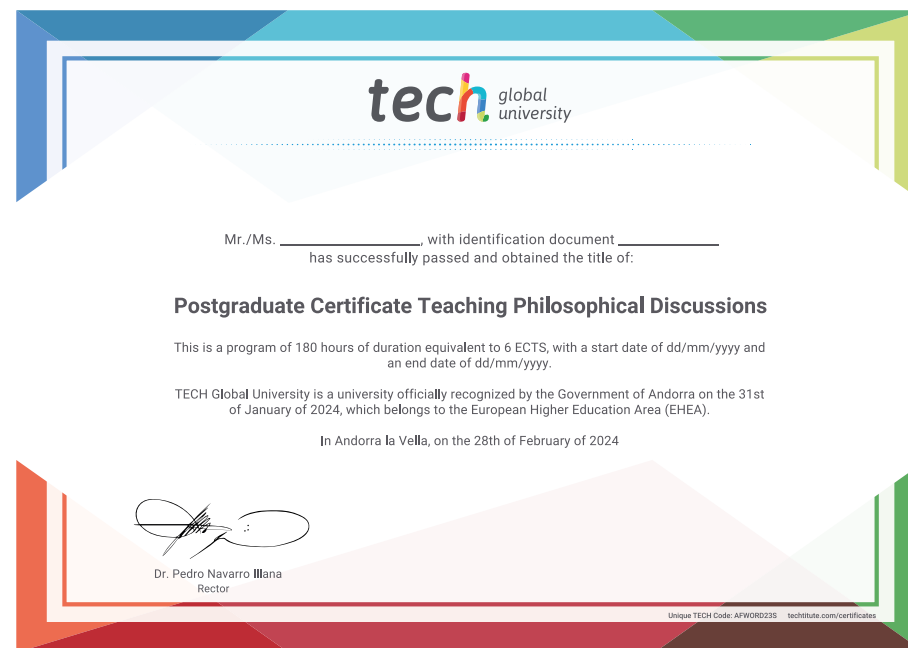 tech global
university
Mr./Ms. ____________________, with identification document ______________
has successfully passed and obtained the title of:
Postgraduate Certificate Teaching Philosophical Discussions
This is a program of 180 hours of duration equivalent to 6 ECTS, with a start date of dd/mm/yyyy and
an end date of dd/mm/yyyy.
TECH Global University is a university officially recognized by the Government of Andorra on the 31st
of January of 2024, which belongs to the European Higher Education Area (EHEA).
In Andorra la Vella, on the 28th of February of 2024
Dr. Pedro Navarro Illana
Rector
Unique TECH Code: AFWORD23S techtitute.com/certificates